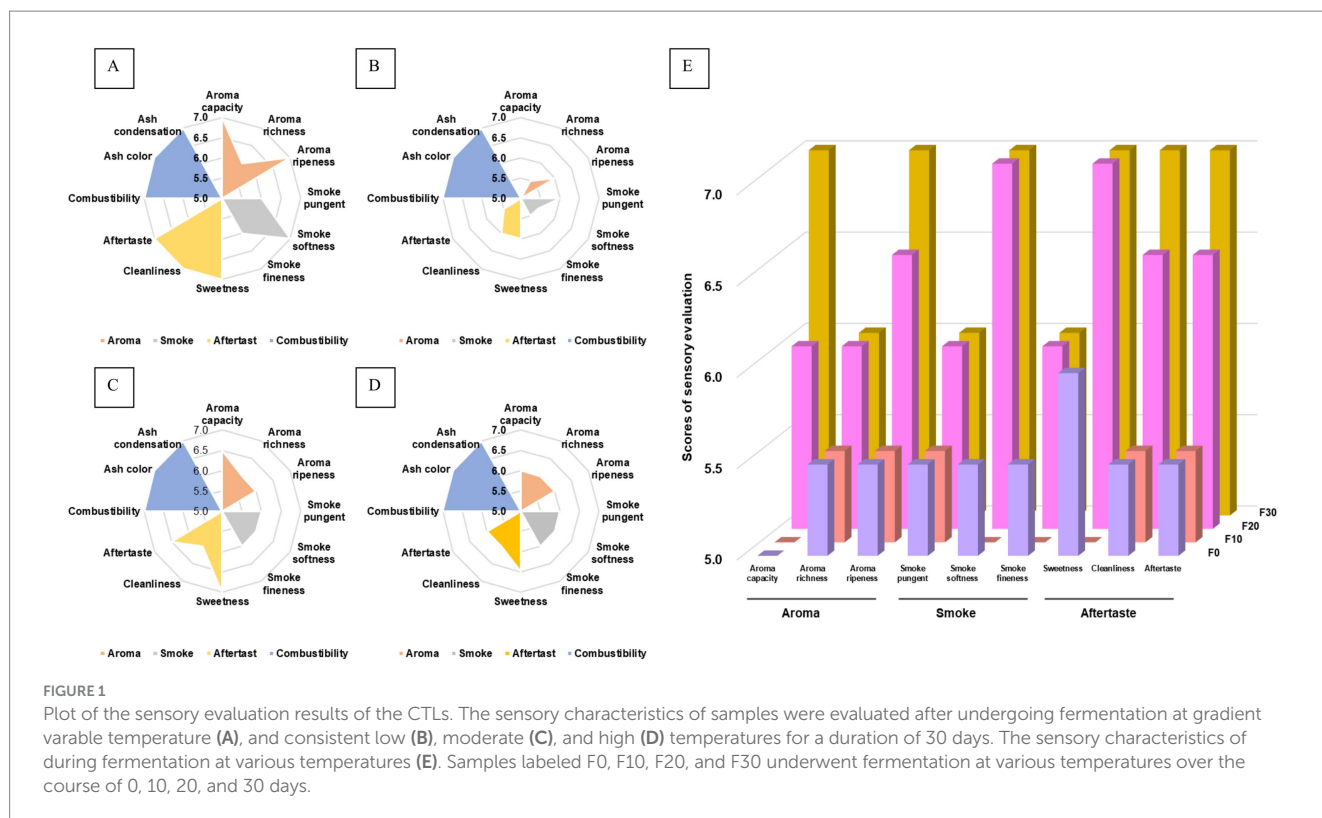 A
Aroma
capacity
7.0
6.5
6.0
5.5
5.0
Aroma
richness
Aroma
ripeness
Smoke
pungent
Smoke
softness
Smoke
fineness
Sweetness
Cleanliness
Aftertaste
Combustibility
Ash color
Ash
condensation
Aroma Smoke Aftertast Combustibility
B
Aroma
capacity
7.0
6.5
6.0
5.5
5.0
Aroma
richness
Aroma
ripeness
Smoke
pungent
Smoke
softness
Smoke
fineness
Sweetness
Cleanliness
Aftertaste
Combustibility
Ash color
Ash
condensation
Aroma Smoke Aftertast Combustibility
C
Aroma
capacity
7.0
6.5
6.0
5.5
5.0
Aroma
richness
Aroma
ripeness
Smoke
pungent
Smoke
softness
Smoke
fineness
Sweetness
Cleanliness
Aftertaste
Combustibility
Ash color
Ash
condensation
Aroma Smoke Aftertast Combustibility
D
Aroma
capacity
7.0
6.5
6.0
5.5
5.0
Aroma
richness
Aroma
ripeness
Smoke
pungent
Smoke
softness
Smoke
fineness
Sweetness
Cleanliness
Aftertaste
Combustibility
Ash color
Ash
condensation
Aroma Smoke Aftertast Combustibility
E
Scores of sensory evaluation
7.0
6.5
6.0
5.5
5.0
F30
F20
F10
F0
Aroma
capacity
Aroma
richness
Aroma
ripeness
Smoke
pungent
Smoke
softness
Smoke
fineness
Sweetness
Cleanliness
Aftertaste
Aroma
Smoke
Aftertaste
FIGURE 1
Plot of the sensory evaluation results of the CTLs. The sensory characteristics of samples were evaluated after undergoing fermentation at gradient
varable temperature (A), and consistent low (B), moderate (C), and high (D) temperatures for a duration of 30 days. The sensory characteristics of
during fermentation at various temperatures (E). Samples labeled F0, F10, F20, and F30 underwent fermentation at various temperatures over the
course of 0, 10, 20, and 30 days.